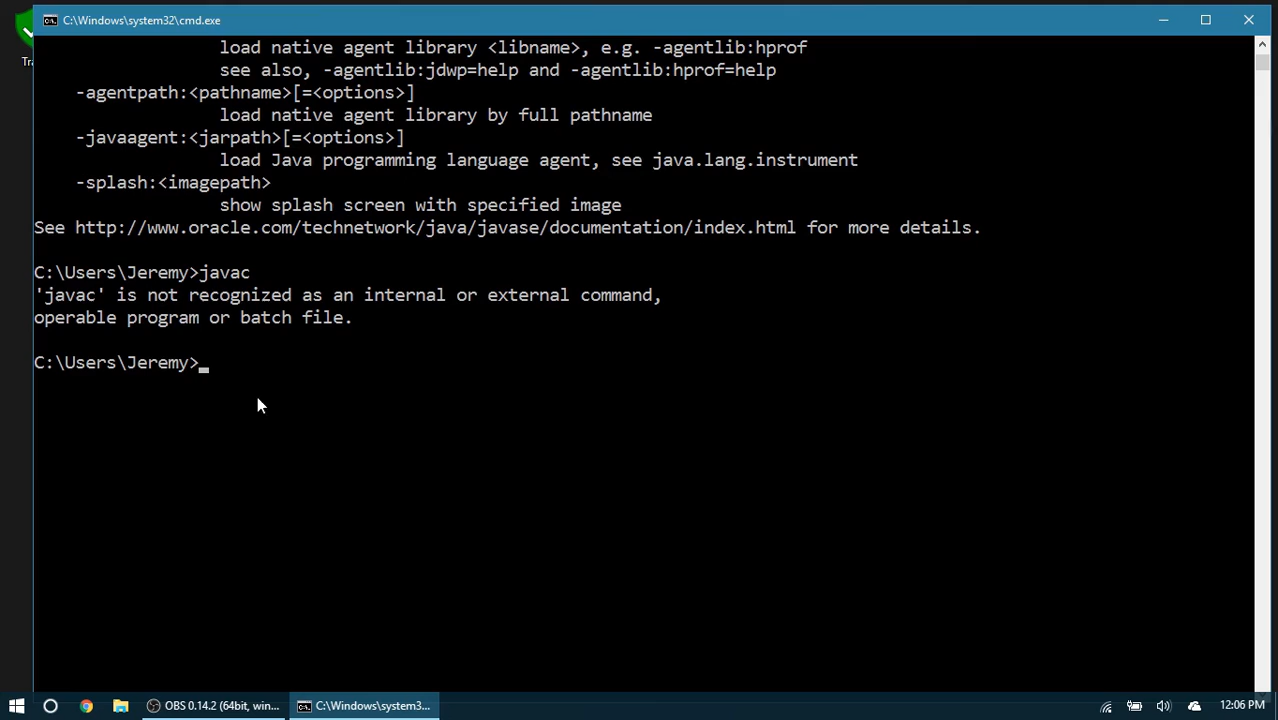 C:\Windows\system32\cmd.exe
load native agent library <libname>, e.g. -agentlib:hprof
see also, -agentlib:jdwp=help and -agentlib:hprof=help
-agentpath:<pathname>[=<options>]
load native agent library by full pathname
-javaagent:<jarpath>[=<options>]
load Java programming language agent, see java.lang.instrument
-splash:<imagepath>
show splash screen with specified image
See http://www.oracle.com/technetwork/java/javase/documentation/index.html for more details.
C:\Users\Jeremy>javac
'javac' is not recognized as an internal or external command,
operable program or batch file.
C:\Users\Jeremy>
OBS 0.14.2 (64bit, win... C:\Windows\system3... 12:06 PM